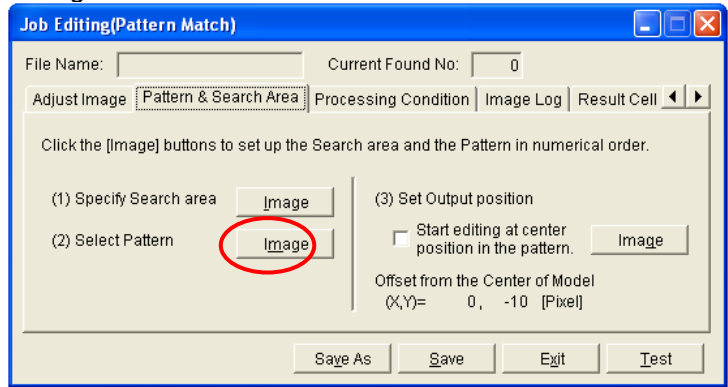 Job Editing(Pattern Match)
File Name: Current Found No: 0
Adjust Image Pattern & Search Area Processing Condition Image Log Result Cell
Click the [Image] buttons to set up the Search area and the Pattern in numerical order.
(1) Specify Search area Image
(2) Select Pattern Image
(3) Set Output position
Start editing at center
position in the pattern. Image
Offset from the Center of Model
(X,Y)= 0, -10 [Pixel]
Save As Save Exit Test